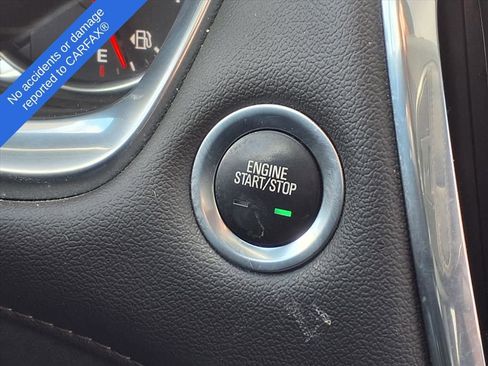 No accidents or damage
reported to CARFAX®
E
ENGINE
START/STOP